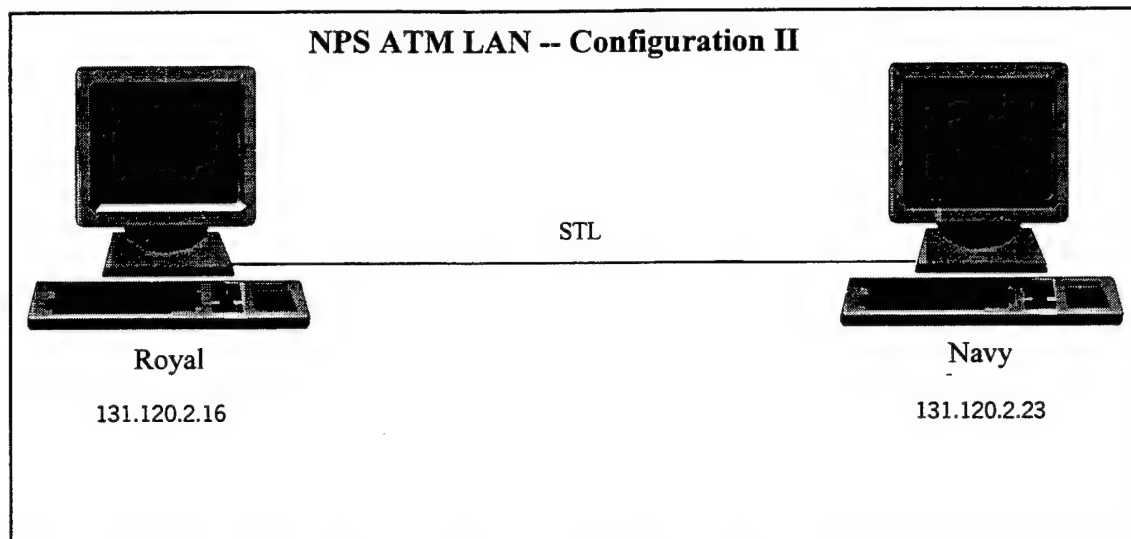 NPS ATM LAN -- Configuration II
STL
Royal
Navy
131.120.2.16
131.120.2.23